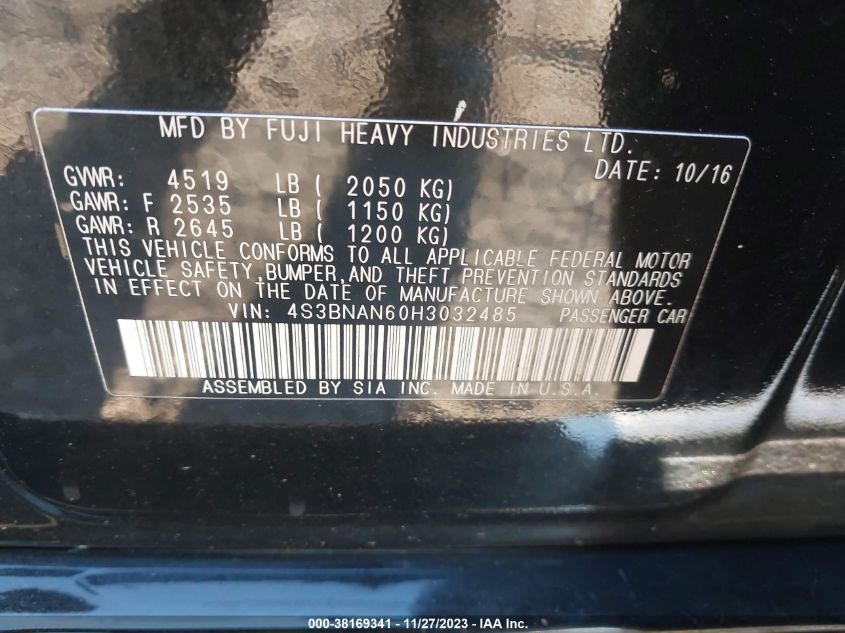 MFD BY FUJI HEAVY INDUSTRIES LTD.
DATE: 10/16
GVWR: 4519 LB ( 2050 KG)
GAWR: F 2535 LB ( 1150 KG)
GAWR: R 2645 LB ( 1200 KG)
THIS VEHICLE CONFORMS TO ALL APPLICABLE FEDERAL MOTOR
VEHICLE SAFETY, BUMPER, AND THEFT PREVENTION STANDARDS
IN EFFECT ON THE DATE OF MANUFACTURE SHOWN ABOVE.
VIN: 4S3BNAN60H3032485 PASSENGER CAR
ASSEMBLED BY SIA INC. MADE IN U.S.A.
000-38169341 - 11/27/2023 - IAA Inc.